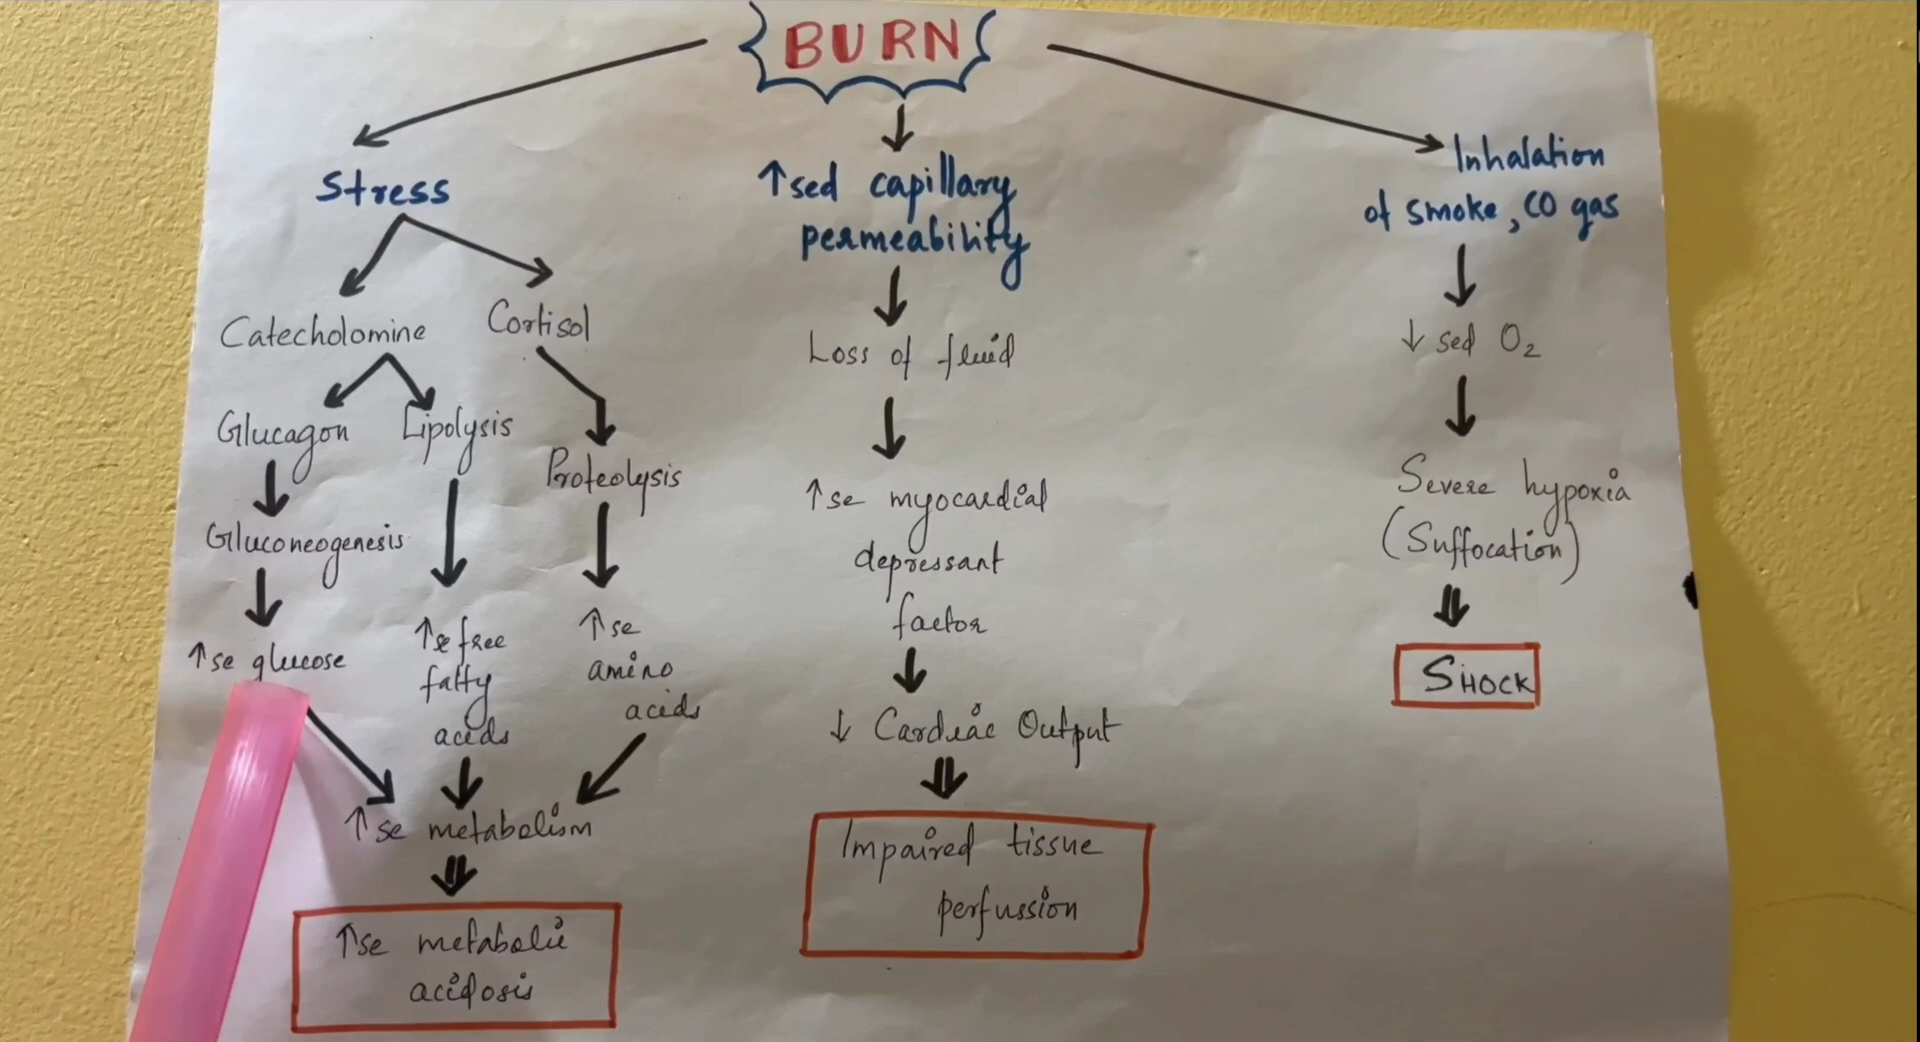 BURN
Stress
Catecholomine
Cortisol
Glucagon
Lipolysis
Proteolysis
Gluconeogenesis
↑se glucose
↑se free
fatty
acids
↑se
amino
acids
↑se metabolism
↑se metabolic
acidosis
↑sed capillary
permeability
Loss of fluid
↑se myocardial
depressant
factor
↓ Cardiac Output
Impaired tissue
perfussion
Inhalation
of smoke, CO gas
↓ sed O₂
Severe hypoxia
(Suffocation)
SHOCK